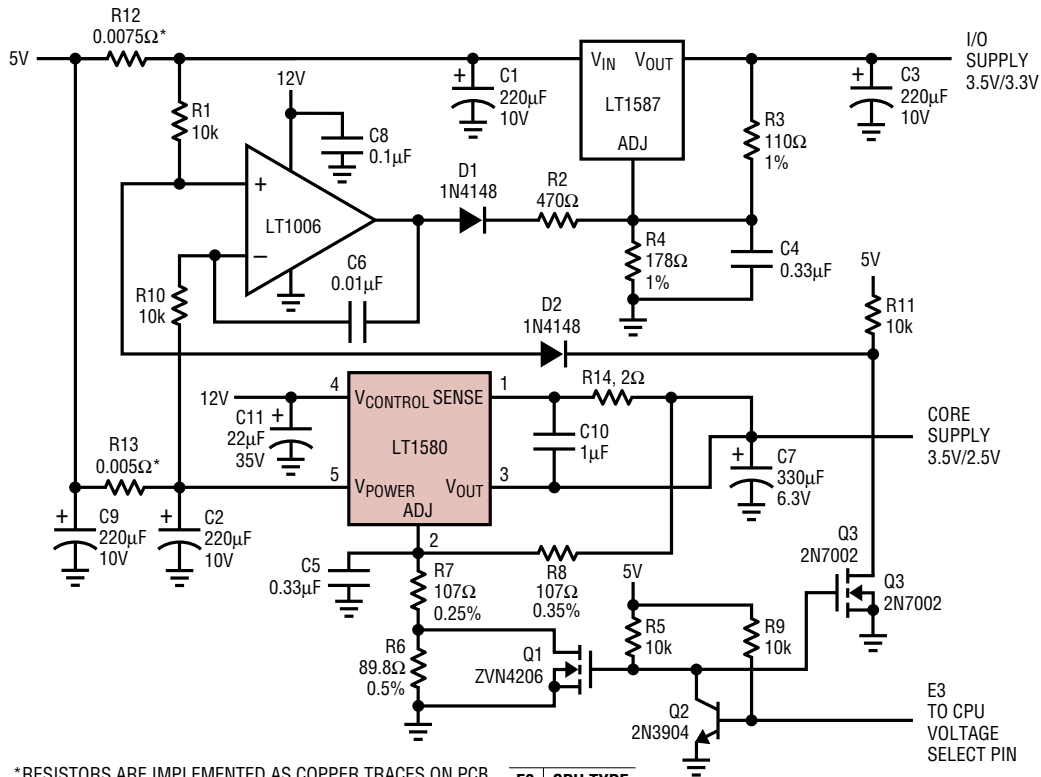 R12
0.0075Ω*
5V
12V
R1
10k
C8
0.1µF
+
C1
220µF
10V
VIN VOUT
LT1587
ADJ
+
C3
220µF
10V
I/O
SUPPLY
3.5V/3.3V
R3
110Ω
1%
+
–
LT1006
D1
1N4148
R2
470Ω
R4
178Ω
1%
C4
0.33µF
R10
10k
C6
0.01µF
5V
R11
10k
D2
1N4148
12V
4
VCONTROL SENSE
1
R14, 2Ω
C11
+
22µF
35V
LT1580
C10
1µF
CORE
SUPPLY
3.5V/2.5V
R13
0.005Ω*
5
VPOWER VOUT
3
ADJ
2
+
C7
330µF
6.3V
+
C9
220µF
10V
+
C2
220µF
10V
C5
0.33µF
R7
107Ω
0.25%
R8
107Ω
0.35%
5V
Q3
2N7002
Q3
2N7002
R6
89.8Ω
0.5%
Q1
ZVN4206
R5
10k
R9
10k
Q2
2N3904
E3
TO CPU
VOLTAGE
SELECT PIN
*RESISTORS ARE IMPLEMENTED AS COPPER TRACES ON PCB
E3 CPU TYPE